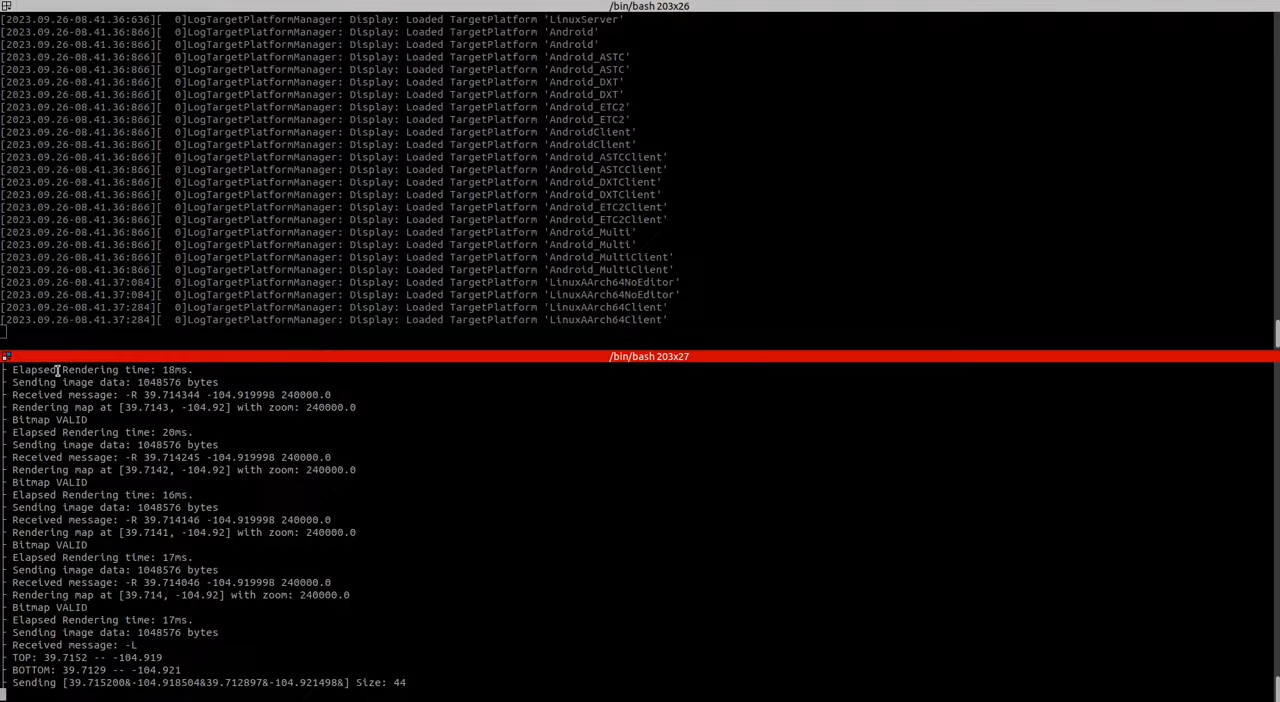 /bin/bash 203x26
[2023.09.26-08.41.36:636][  0]LogTargetPlatformManager: Display: Loaded TargetPlatform 'LinuxServer'
[2023.09.26-08.41.36:866][  0]LogTargetPlatformManager: Display: Loaded TargetPlatform 'Android'
[2023.09.26-08.41.36:866][  0]LogTargetPlatformManager: Display: Loaded TargetPlatform 'Android'
[2023.09.26-08.41.36:866][  0]LogTargetPlatformManager: Display: Loaded TargetPlatform 'Android_ASTC'
[2023.09.26-08.41.36:866][  0]LogTargetPlatformManager: Display: Loaded TargetPlatform 'Android_ASTC'
[2023.09.26-08.41.36:866][  0]LogTargetPlatformManager: Display: Loaded TargetPlatform 'Android_DXT'
[2023.09.26-08.41.36:866][  0]LogTargetPlatformManager: Display: Loaded TargetPlatform 'Android_DXT'
[2023.09.26-08.41.36:866][  0]LogTargetPlatformManager: Display: Loaded TargetPlatform 'Android_ETC2'
[2023.09.26-08.41.36:866][  0]LogTargetPlatformManager: Display: Loaded TargetPlatform 'Android_ETC2'
[2023.09.26-08.41.36:866][  0]LogTargetPlatformManager: Display: Loaded TargetPlatform 'AndroidClient'
[2023.09.26-08.41.36:866][  0]LogTargetPlatformManager: Display: Loaded TargetPlatform 'AndroidClient'
[2023.09.26-08.41.36:866][  0]LogTargetPlatformManager: Display: Loaded TargetPlatform 'Android_ASTCClient'
[2023.09.26-08.41.36:866][  0]LogTargetPlatformManager: Display: Loaded TargetPlatform 'Android_ASTCClient'
[2023.09.26-08.41.36:866][  0]LogTargetPlatformManager: Display: Loaded TargetPlatform 'Android_DXTClient'
[2023.09.26-08.41.36:866][  0]LogTargetPlatformManager: Display: Loaded TargetPlatform 'Android_DXTClient'
[2023.09.26-08.41.36:866][  0]LogTargetPlatformManager: Display: Loaded TargetPlatform 'Android_ETC2Client'
[2023.09.26-08.41.36:866][  0]LogTargetPlatformManager: Display: Loaded TargetPlatform 'Android_ETC2Client'
[2023.09.26-08.41.36:866][  0]LogTargetPlatformManager: Display: Loaded TargetPlatform 'Android_Multi'
[2023.09.26-08.41.36:866][  0]LogTargetPlatformManager: Display: Loaded TargetPlatform 'Android_Multi'
[2023.09.26-08.41.36:866][  0]LogTargetPlatformManager: Display: Loaded TargetPlatform 'Android_MultiClient'
[2023.09.26-08.41.36:866][  0]LogTargetPlatformManager: Display: Loaded TargetPlatform 'Android_MultiClient'
[2023.09.26-08.41.37:084][  0]LogTargetPlatformManager: Display: Loaded TargetPlatform 'LinuxAArch64NoEditor'
[2023.09.26-08.41.37:084][  0]LogTargetPlatformManager: Display: Loaded TargetPlatform 'LinuxAArch64NoEditor'
[2023.09.26-08.41.37:284][  0]LogTargetPlatformManager: Display: Loaded TargetPlatform 'LinuxAArch64Client'
[2023.09.26-08.41.37:284][  0]LogTargetPlatformManager: Display: Loaded TargetPlatform 'LinuxAArch64Client'
/bin/bash 203x27
Elapsed Rendering time: 18ms.
Sending image data: 1048576 bytes
Received message: -R 39.714344 -104.919998 240000.0
Rendering map at [39.7143, -104.92] with zoom: 240000.0
Bitmap VALID
Elapsed Rendering time: 20ms.
Sending image data: 1048576 bytes
Received message: -R 39.714245 -104.919998 240000.0
Rendering map at [39.7142, -104.92] with zoom: 240000.0
Bitmap VALID
Elapsed Rendering time: 16ms.
Sending image data: 1048576 bytes
Received message: -R 39.714146 -104.919998 240000.0
Rendering map at [39.7141, -104.92] with zoom: 240000.0
Bitmap VALID
Elapsed Rendering time: 17ms.
Sending image data: 1048576 bytes
Received message: -R 39.714046 -104.919998 240000.0
Rendering map at [39.714, -104.92] with zoom: 240000.0
Bitmap VALID
Elapsed Rendering time: 17ms.
Sending image data: 1048576 bytes
Received message: -L
TOP: 39.7152 -- -104.919
BOTTOM: 39.7129 -- -104.921
Sending [39.715200&-104.918504&39.712897&-104.921498&] Size: 44